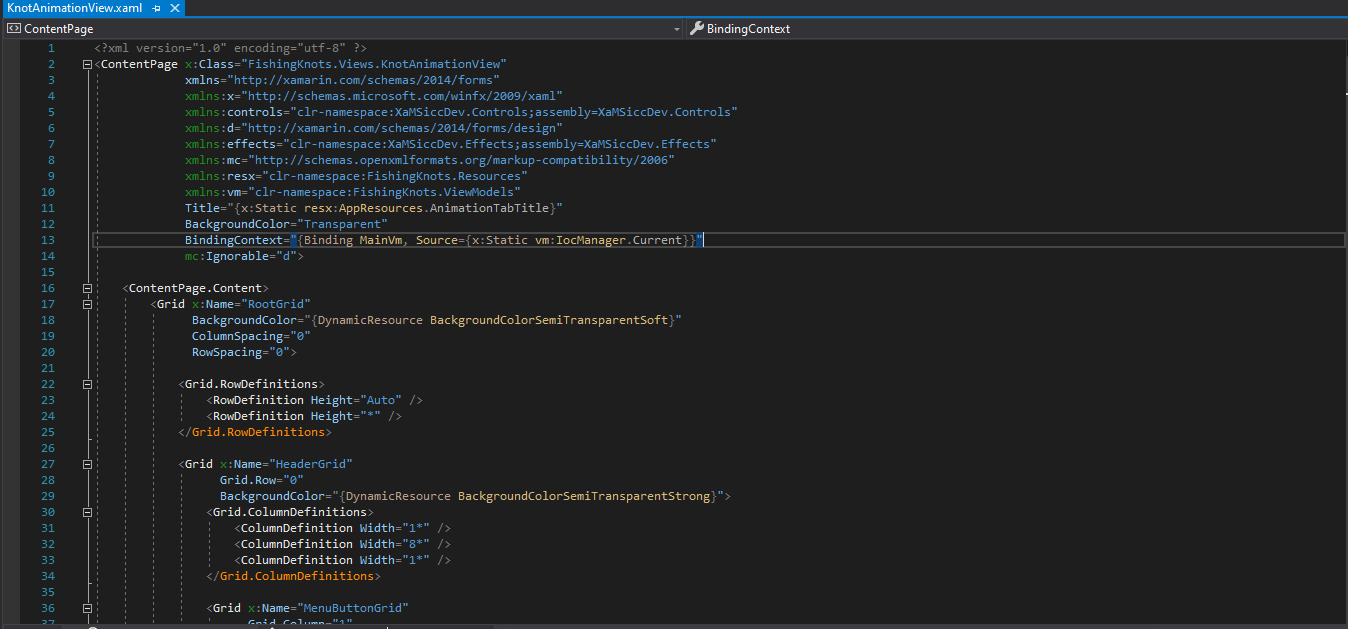 KnotAnimationView.xaml
ContentPage BindingContext
1 <?xml version="1.0" encoding="utf-8" ?>
2 <ContentPage x:Class="FishingKnots.Views.KnotAnimationView"
3 xmlns="http://xamarin.com/schemas/2014/forms"
4 xmlns:x="http://schemas.microsoft.com/winfx/2009/xaml"
5 xmlns:controls="clr-namespace:XaMSiccDev.Controls;assembly=XaMSiccDev.Controls"
6 xmlns:d="http://xamarin.com/schemas/2014/forms/design"
7 xmlns:effects="clr-namespace:XaMSiccDev.Effects;assembly=XaMSiccDev.Effects"
8 xmlns:mc="http://schemas.openxmlformats.org/markup-compatibility/2006"
9 xmlns:resx="clr-namespace:FishingKnots.Resources"
10 xmlns:vm="clr-namespace:FishingKnots.ViewModels"
11 Title="{x:Static resx:AppResources.AnimationTabTitle}"
12 BackgroundColor="Transparent"
13 BindingContext="{Binding MainVm, Source={x:Static vm:IocManager.Current}}"
14 mc:Ignorable="d">
15
16 <ContentPage.Content>
17 <Grid x:Name="RootGrid"
18 BackgroundColor="{DynamicResource BackgroundColorSemiTransparentSoft}"
19 ColumnSpacing="0"
20 RowSpacing="0">
21
22 <Grid.RowDefinitions>
23 <RowDefinition Height="Auto" />
24 <RowDefinition Height="*" />
25 </Grid.RowDefinitions>
26
27 <Grid x:Name="HeaderGrid"
28 Grid.Row="0"
29 BackgroundColor="{DynamicResource BackgroundColorSemiTransparentStrong}">
30 <Grid.ColumnDefinitions>
31 <ColumnDefinition Width="1*" />
32 <ColumnDefinition Width="8*" />
33 <ColumnDefinition Width="1*" />
34 </Grid.ColumnDefinitions>
35
36 <Grid x:Name="MenuButtonGrid"
37 Grid.Column="1"